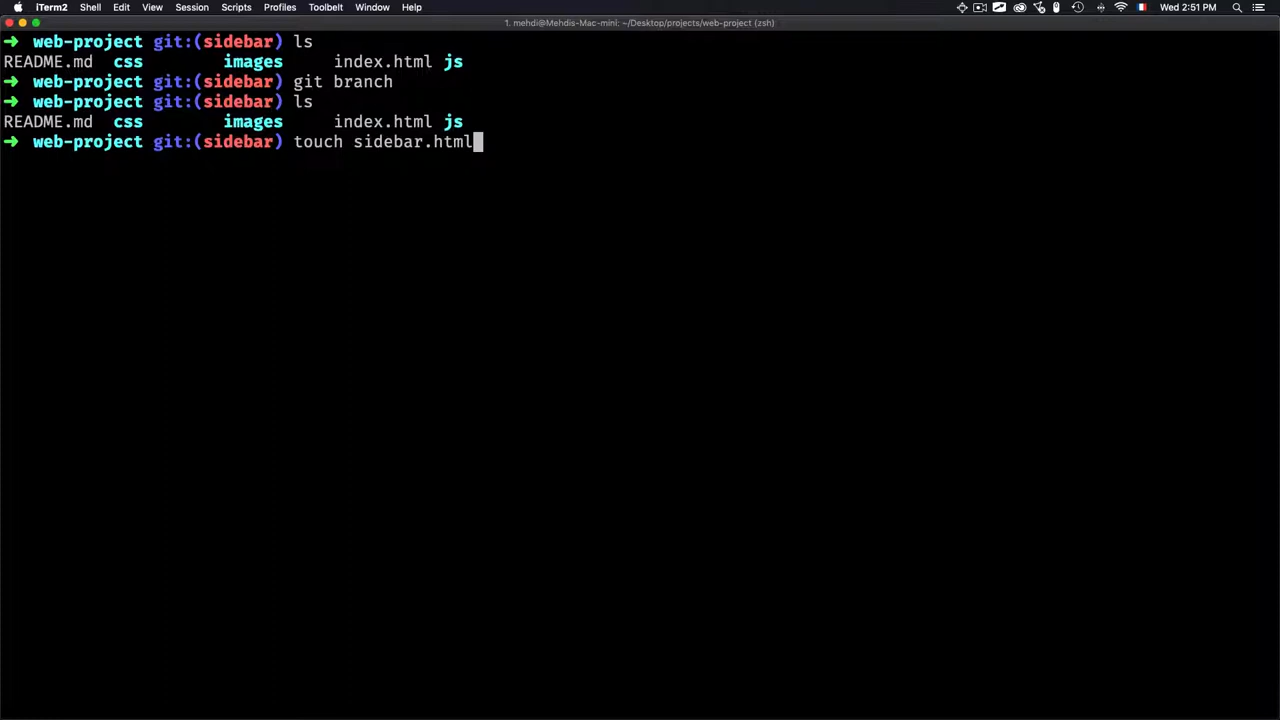 iTerm2 Shell Edit View Session Scripts Profiles Toolbelt Window Help Wed 2:51 PM
1. mehdi@Mehdis-Mac-mini: ~/Desktop/projects/web-project (zsh)
➜ web-project git:(sidebar) ls
README.md css images index.html js
➜ web-project git:(sidebar) git branch
➜ web-project git:(sidebar) ls
README.md css images index.html js
➜ web-project git:(sidebar) touch sidebar.html